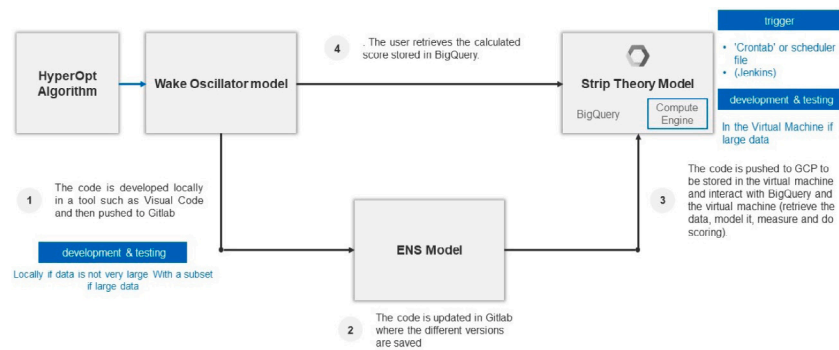 HyperOpt
Algorithm
Wake Oscillator model
4
. The user retrieves the calculated
score stored in BigQuery.
Strip Theory Model
BigQuery
Compute
Engine
trigger
• 'Crontab' or scheduler
file
• (Jenkins)
development & testing
In the Virtual Machine if
large data
1
The code is developed locally
in a tool such as Visual Code
and then pushed to Gitlab
development & testing
Locally if data is not very large With a subset
if large data
ENS Model
3
The code is pushed to GCP to
be stored in the virtual machine
and interact with BigQuery and
the virtual machine (retrieve the
data, model it, measure and do
scoring).
2
The code is updated in Gitlab
where the different versions
are saved